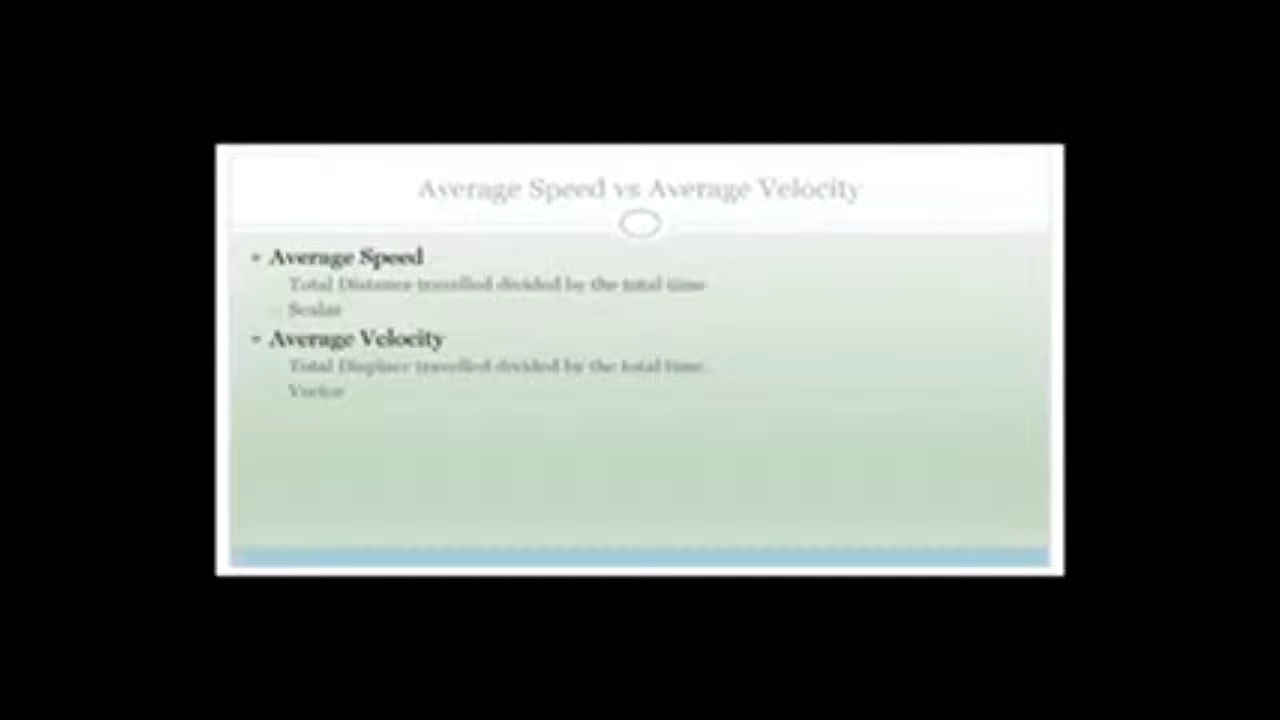 Average Speed vs Average Velocity
Average Speed
Total Distance travelled divided by the total time
Scalar
Average Velocity
Total Displace travelled divided by the total time.
Vector